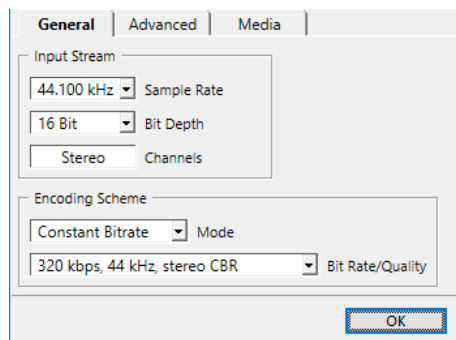 General Advanced Media
Input Stream
44.100 kHz Sample Rate
16 Bit Bit Depth
Stereo Channels
Encoding Scheme
Constant Bitrate Mode
320 kbps, 44 kHz, stereo CBR Bit Rate/Quality
OK